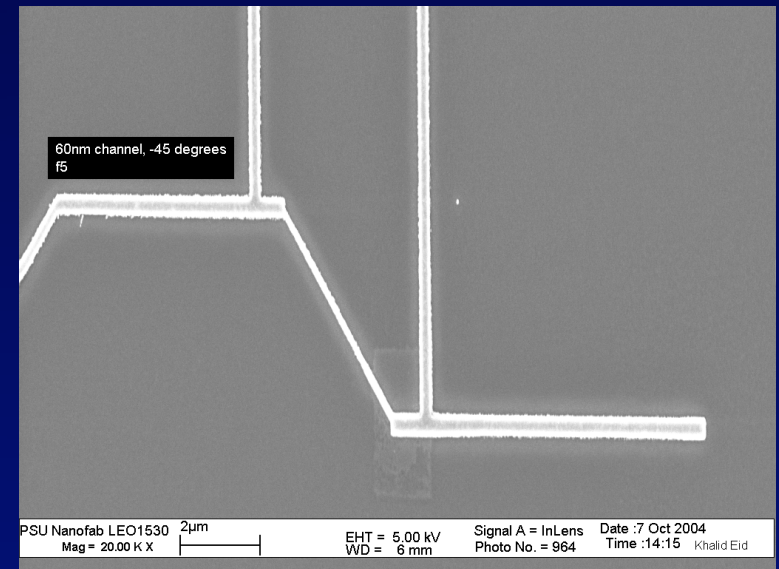 60nm channel, -45 degrees
f5
PSU Nanofab LEO1530
Mag = 20.00 K X
2µm
EHT = 5.00 kV
WD = 6 mm
Signal A = InLens
Photo No. = 964
Date :7 Oct 2004
Time :14:15
Khalid Eid